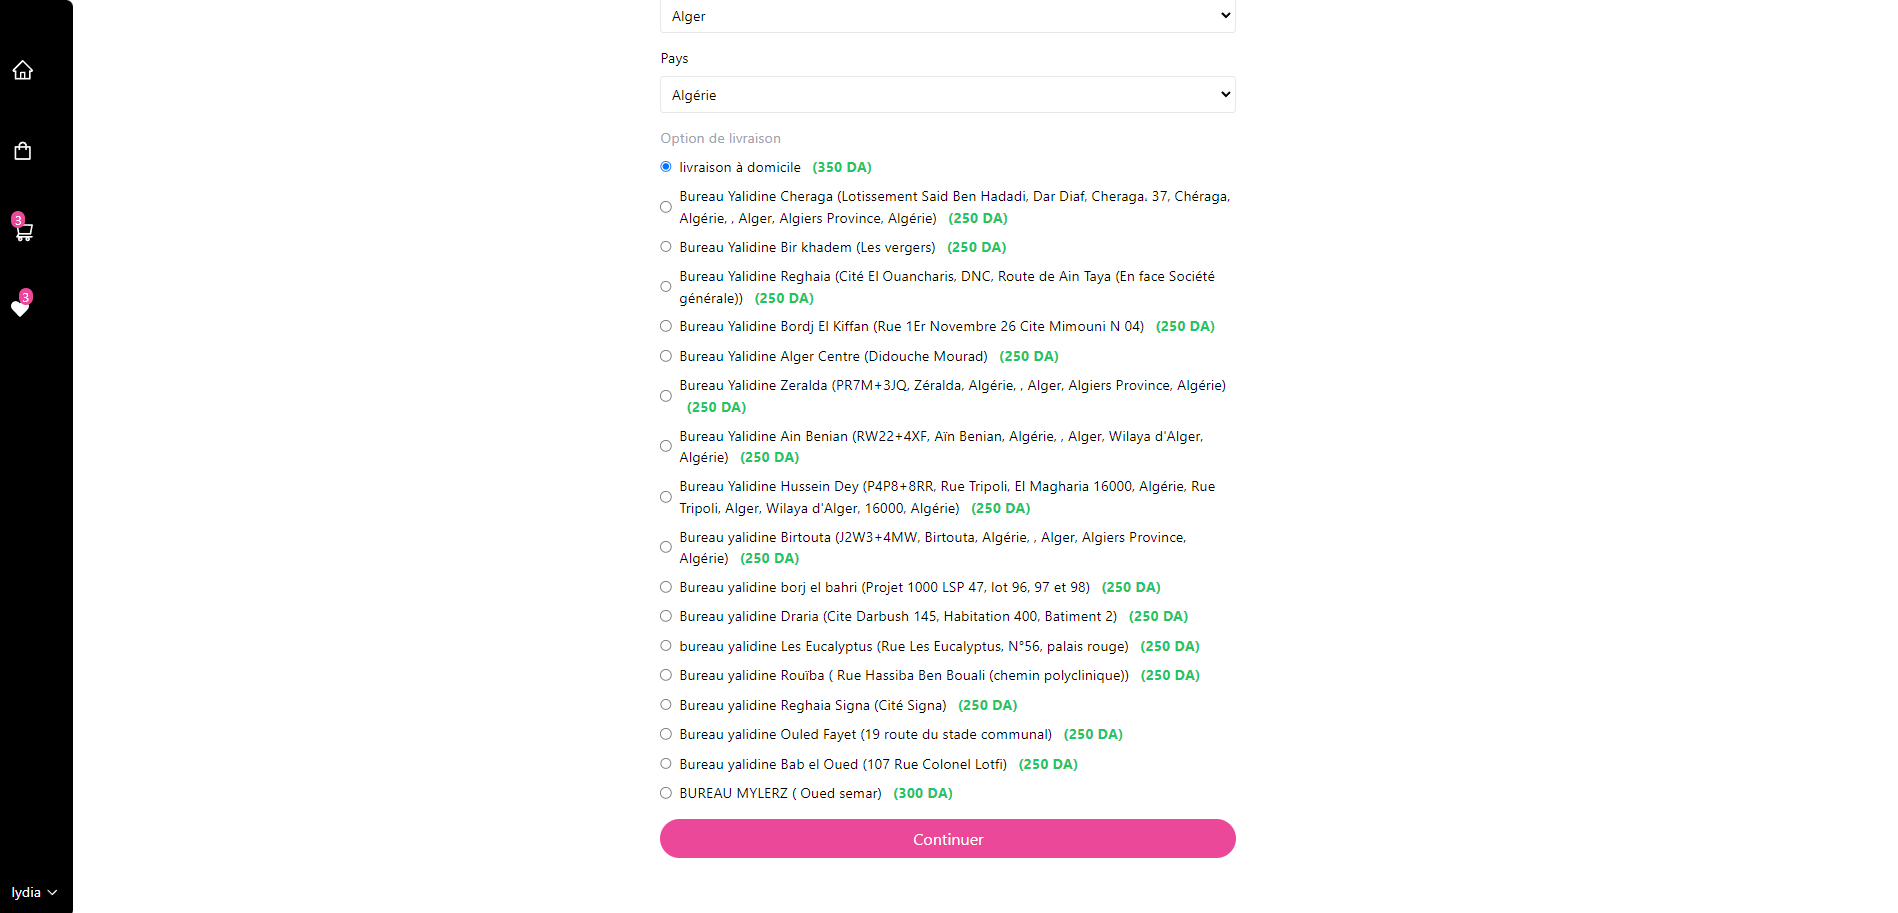 Alger
Pays
Algérie
Option de livraison
livraison à domicile (350 DA)
Bureau Yalidine Cheraga (Lotissement Said Ben Hadadi, Dar Diaf, Cheraga. 37, Chéraga,
Algérie, , Alger, Algiers Province, Algérie) (250 DA)
Bureau Yalidine Bir khadem (Les vergers) (250 DA)
Bureau Yalidine Reghaia (Cité El Ouancharis, DNC, Route de Ain Taya (En face Société
générale)) (250 DA)
Bureau Yalidine Bordj El Kiffan (Rue 1Er Novembre 26 Cite Mimouni N 04) (250 DA)
Bureau Yalidine Alger Centre (Didouche Mourad) (250 DA)
Bureau Yalidine Zeralda (PR7M+3JQ, Zéralda, Algérie, , Alger, Algiers Province, Algérie)
(250 DA)
Bureau Yalidine Ain Benian (RW22+4XF, Aïn Benian, Algérie, , Alger, Wilaya d'Alger,
Algérie) (250 DA)
Bureau Yalidine Hussein Dey (P4P8+8RR, Rue Tripoli, El Magharia 16000, Algérie, Rue
Tripoli, Alger, Wilaya d'Alger, 16000, Algérie) (250 DA)
Bureau yalidine Birtouta (J2W3+4MW, Birtouta, Algérie, , Alger, Algiers Province,
Algérie) (250 DA)
Bureau yalidine borj el bahri (Projet 1000 LSP 47, lot 96, 97 et 98) (250 DA)
Bureau yalidine Draria (Cite Darbush 145, Habitation 400, Batiment 2) (250 DA)
bureau yalidine Les Eucalyptus (Rue Les Eucalyptus, N°56, palais rouge) (250 DA)
Bureau yalidine Rouïba ( Rue Hassiba Ben Bouali (chemin polyclinique)) (250 DA)
Bureau yalidine Reghaia Signa (Cité Signa) (250 DA)
Bureau yalidine Ouled Fayet (19 route du stade communal) (250 DA)
Bureau yalidine Bab el Oued (107 Rue Colonel Lotfi) (250 DA)
BUREAU MYLERZ ( Oued semar) (300 DA)
Continuer
3
3
lydia